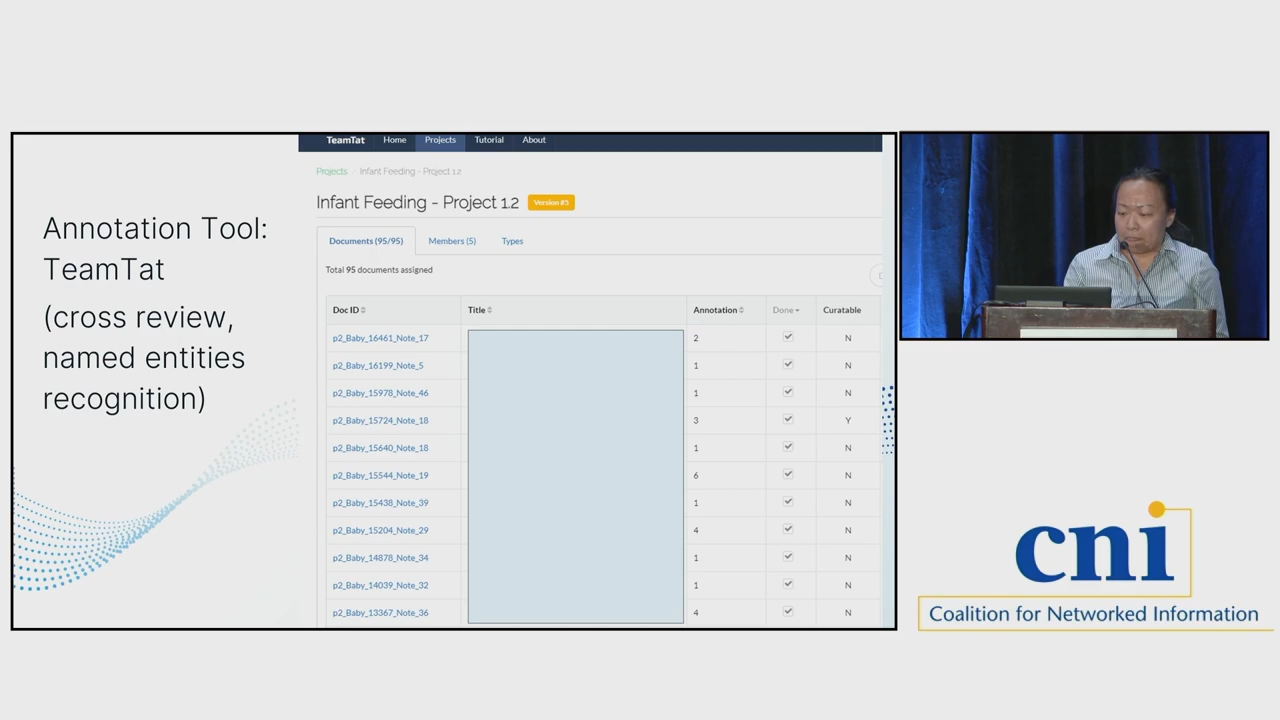 Annotation Tool:
TeamTat
(cross review,
named entities
recognition)
TeamTat Home Projects Tutorial About
Projects Infant Feeding - Project 1.2
Infant Feeding - Project 1.2 Version #3
Documents (95/95) Members (5) Types
Total 95 documents assigned
Doc ID Title Annotation Done Curatable
p2_Baby_16461_Note_17 2 N
p2_Baby_16199_Note_5 1 N
p2_Baby_15978_Note_46 1 N
p2_Baby_15724_Note_18 3 Y
p2_Baby_15640_Note_18 1 N
p2_Baby_15544_Note_19 6 N
p2_Baby_15438_Note_39 1 N
p2_Baby_15204_Note_29 4 N
p2_Baby_14878_Note_34 1 N
p2_Baby_14039_Note_32 1 N
p2_Baby_13367_Note_36 4 N
cni
Coalition for Networked Information